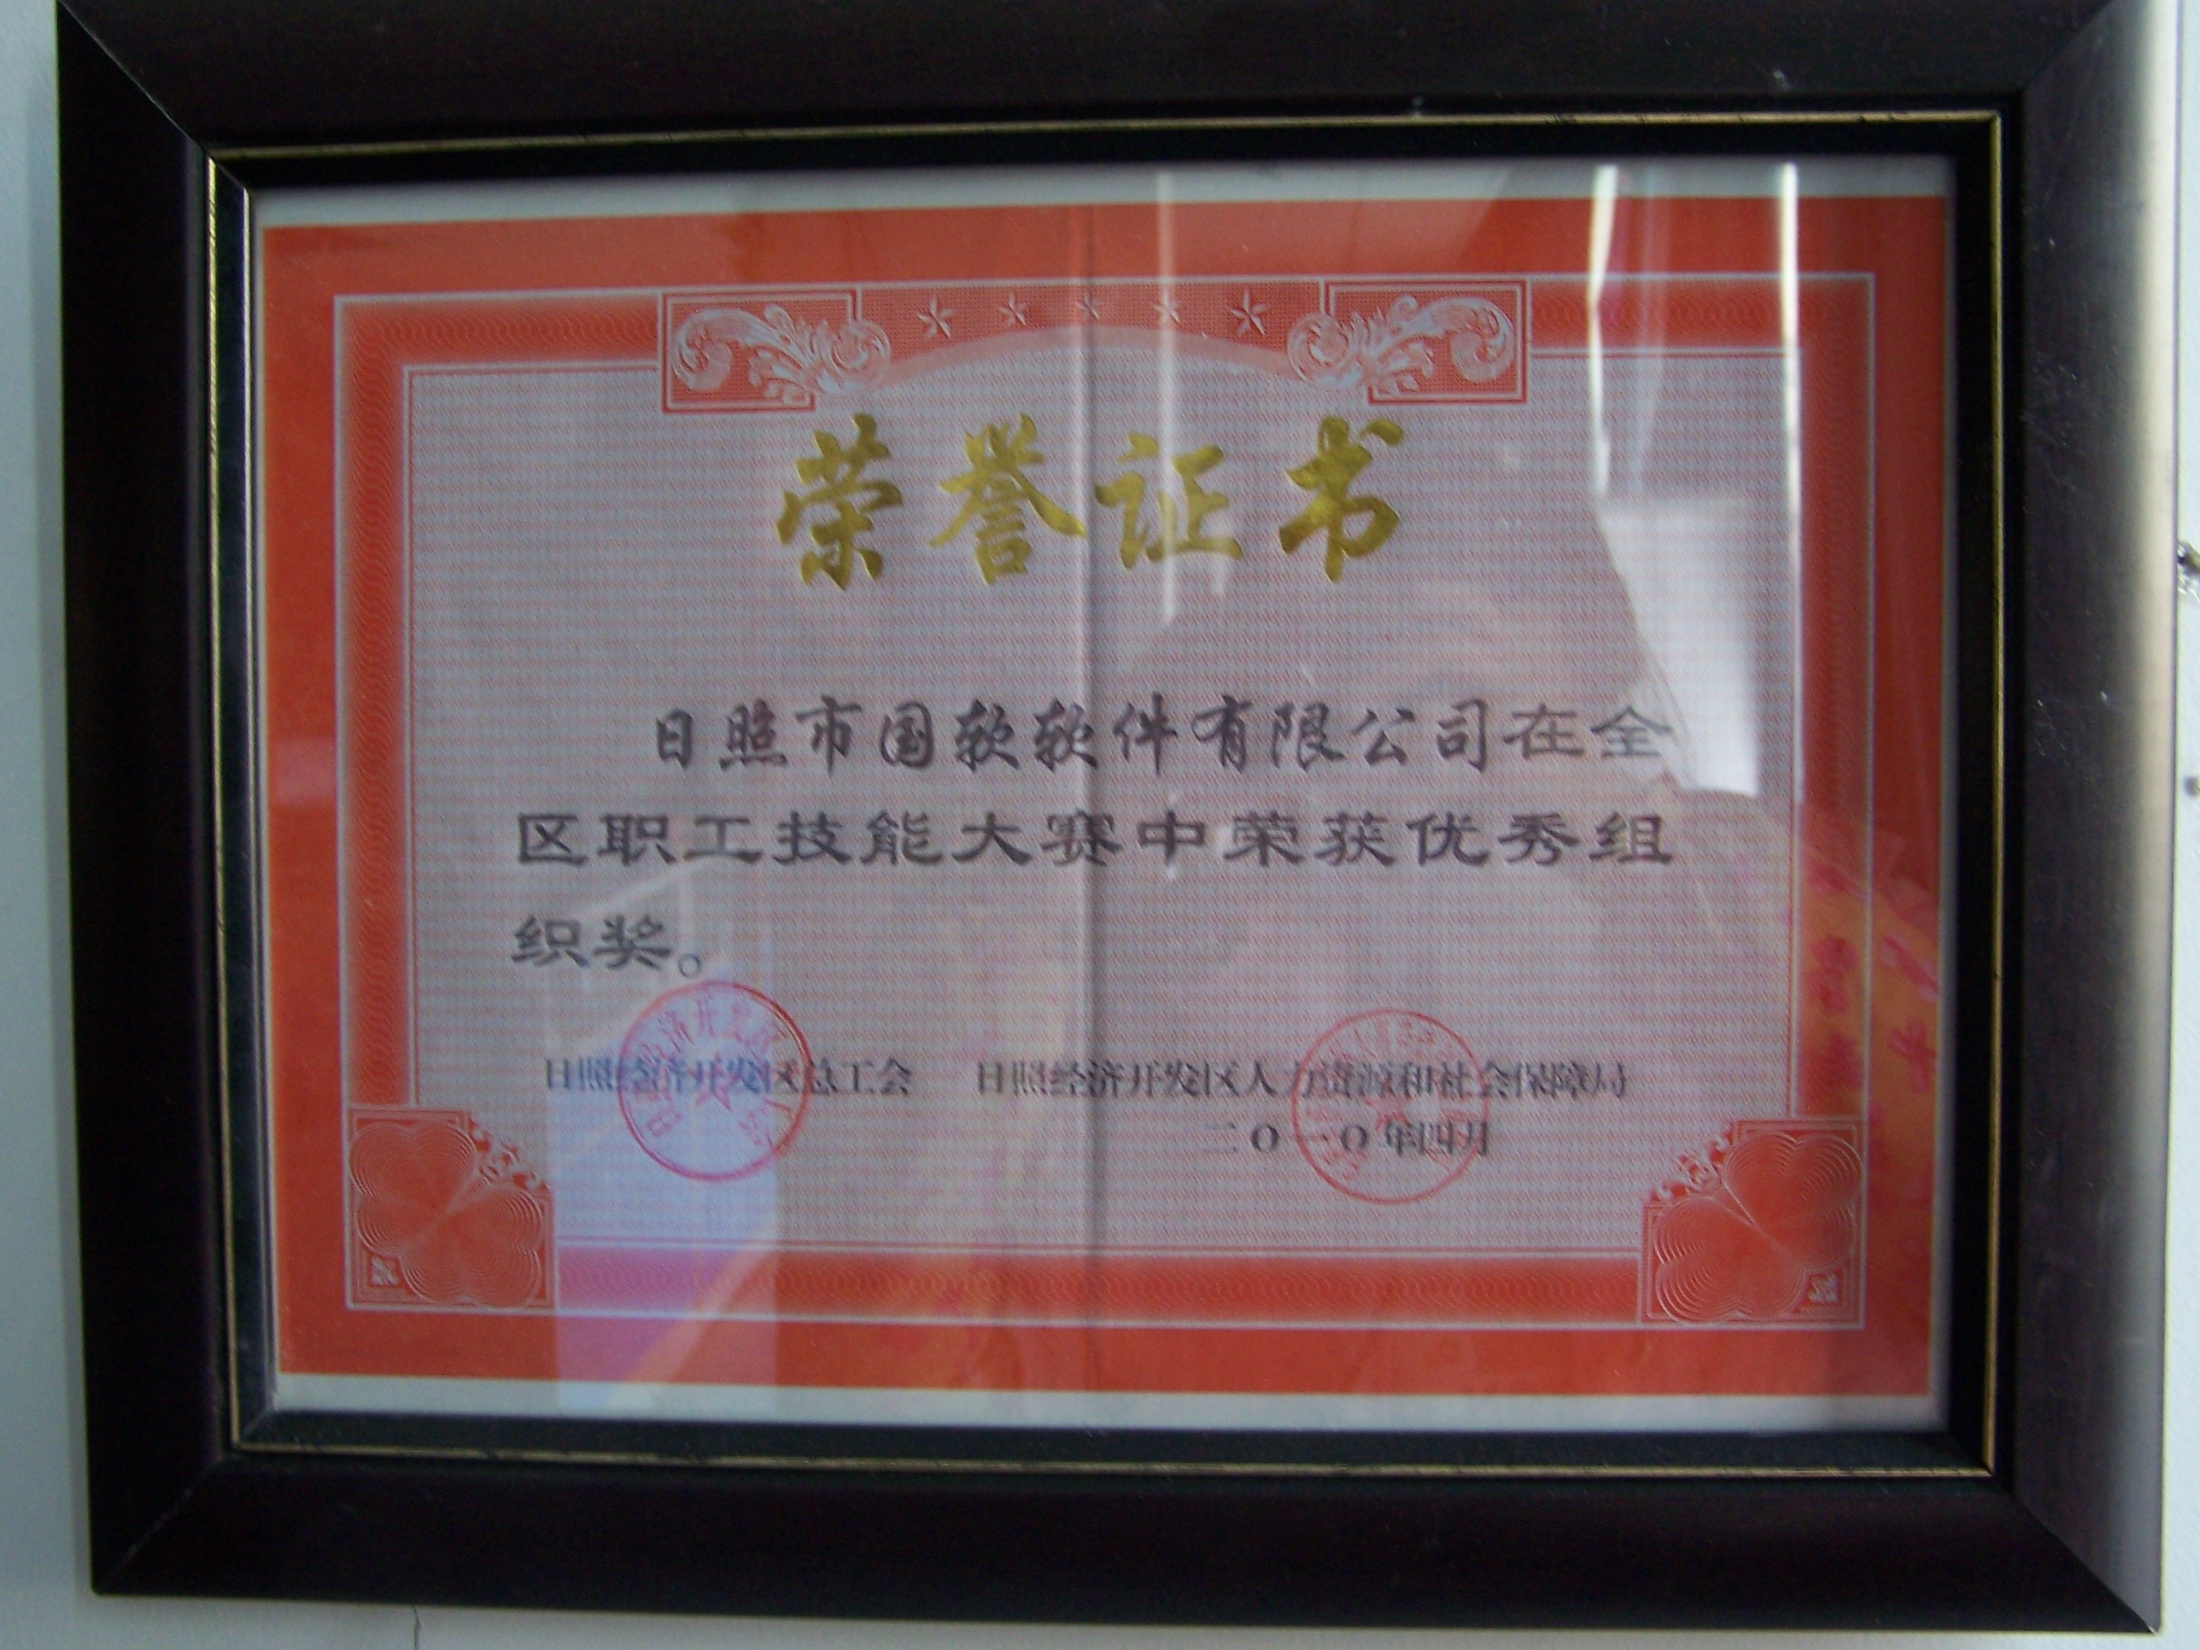 荣誉证书
日照市国软软件有限公司在全
区职工技能大赛中荣获优秀组
织奖。
日照经济开发区总工会 日照经济开发区人力资源和社会保障局
二〇一〇年四月